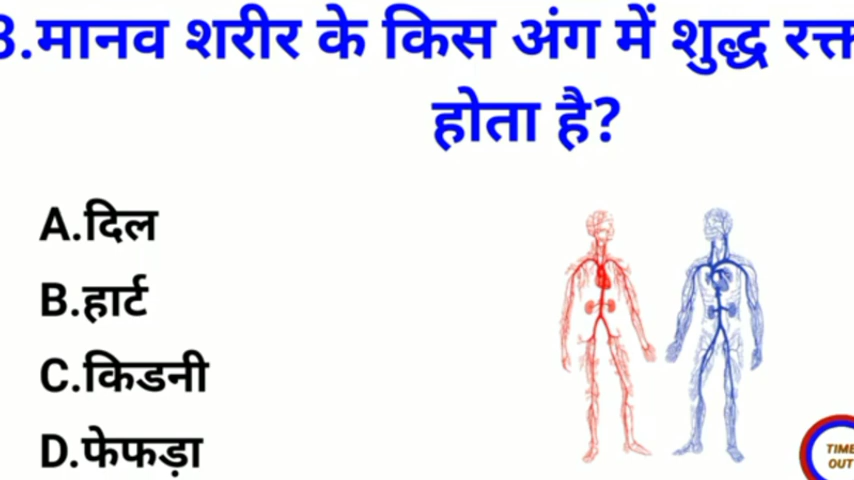 3.मानव शरीर के किस अंग में शुद्ध रक्त
होता है?
A.दिल
B.हार्ट
C.किडनी
D.फेफड़ा
TIME
OUT